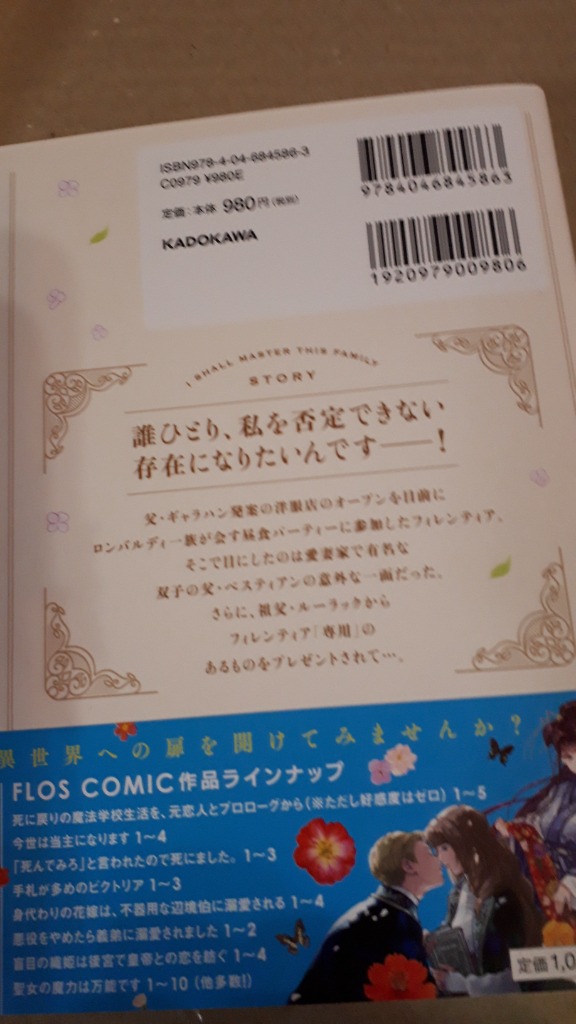 ISBN978-4-04-684586-3
C0979 ¥980E
定価：本体 980円（税別）
KADOKAWA
9784046845863
1920979009806
I SHALL MASTER THIS FAMILY
STORY
誰ひとり、私を否定できない
存在になりたいんです――！
父・ギャラハン発案の洋服店のオープンを目前に
ロンバルディ一族が会す昼食パーティーに参加したフィレンティア。
そこで目にしたのは愛妻家で有名な
双子の父・ベスティアンの意外な一面だった。
さらに、祖父・ルーラックから
フィレンティア「専用」の
あるものをプレゼントされて…。
異世界への扉を開けてみませんか？
FLOS COMIC作品ラインナップ
死に戻りの魔法学校生活を、元恋人とプロローグから（※ただし好感度はゼロ） 1〜5
今世は当主になります 1〜4
「死んでみろ」と言われたので死にました。 1〜3
手札が多めのビクトリア 1〜3
身代わりの花嫁は、不器用な辺境伯に溺愛される 1〜4
悪役をやめたら義弟に溺愛されました 1〜2
盲目の織姫は後宮で皇帝との恋を紡ぐ 1〜4
聖女の魔力は万能です 1〜10（他多数！）
定価1,0